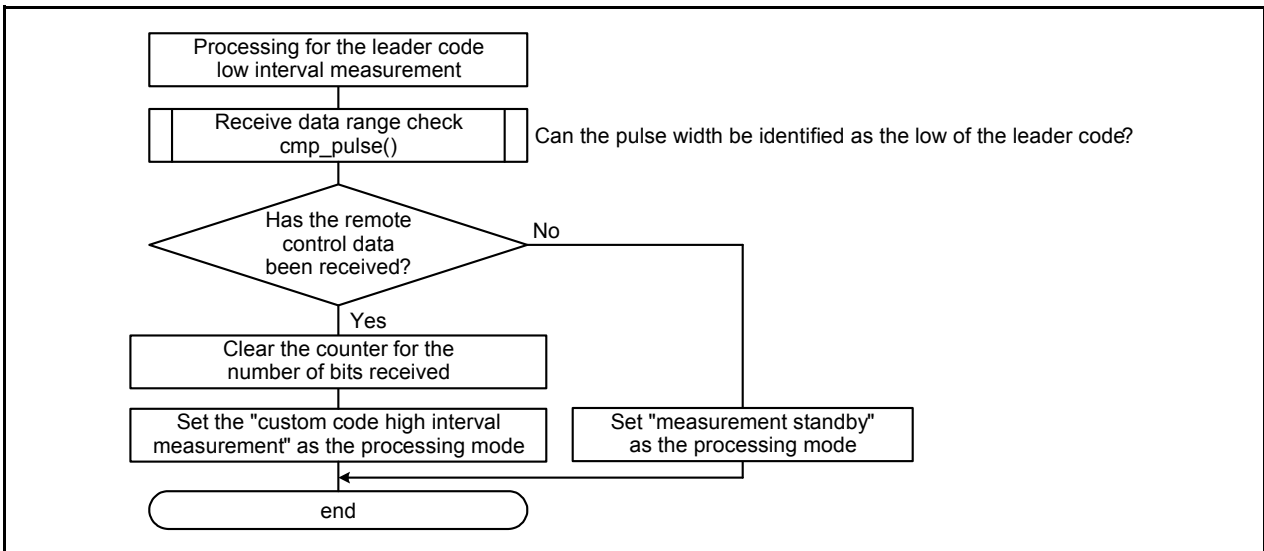 Processing for the leader code
low interval measurement
Receive data range check
cmp_pulse()
Can the pulse width be identified as the low of the leader code?
Has the remote
control data
been received?
No
Yes
Clear the counter for the
number of bits received
Set the "custom code high interval
measurement" as the processing mode
Set "measurement standby"
as the processing mode
end